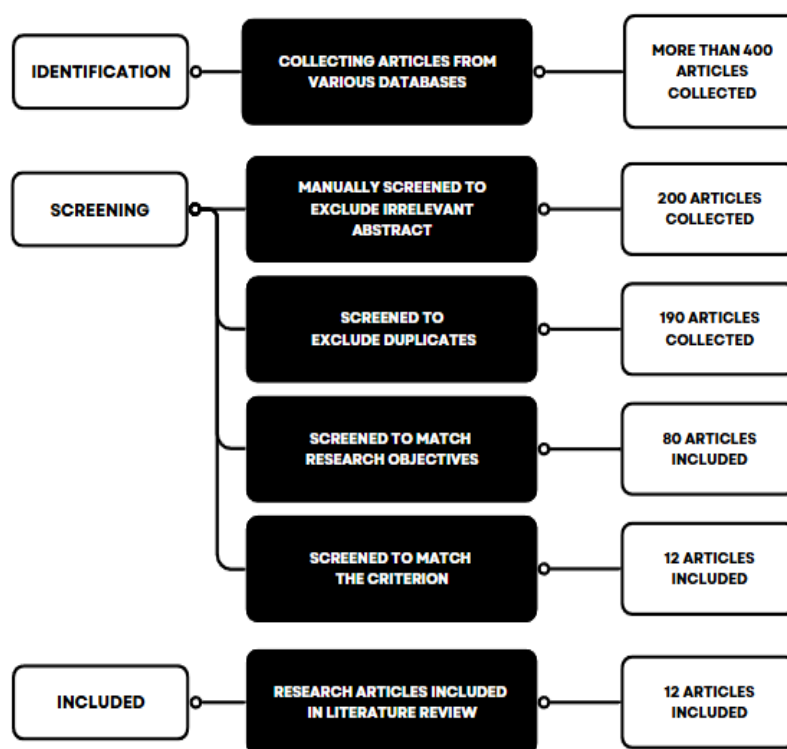 IDENTIFICATION
COLLECTING ARTICLES FROM
VARIOUS DATABASES
MORE THAN 400
ARTICLES
COLLECTED
SCREENING
MANUALLY SCREENED TO
EXCLUDE IRRELEVANT
ABSTRACT
200 ARTICLES
COLLECTED
SCREENED TO
EXCLUDE DUPLICATES
190 ARTICLES
COLLECTED
SCREENED TO MATCH
RESEARCH OBJECTIVES
80 ARTICLES
INCLUDED
SCREENED TO MATCH
THE CRITERION
12 ARTICLES
INCLUDED
INCLUDED
RESEARCH ARTICLES INCLUDED
IN LITERATURE REVIEW
12 ARTICLES
INCLUDED